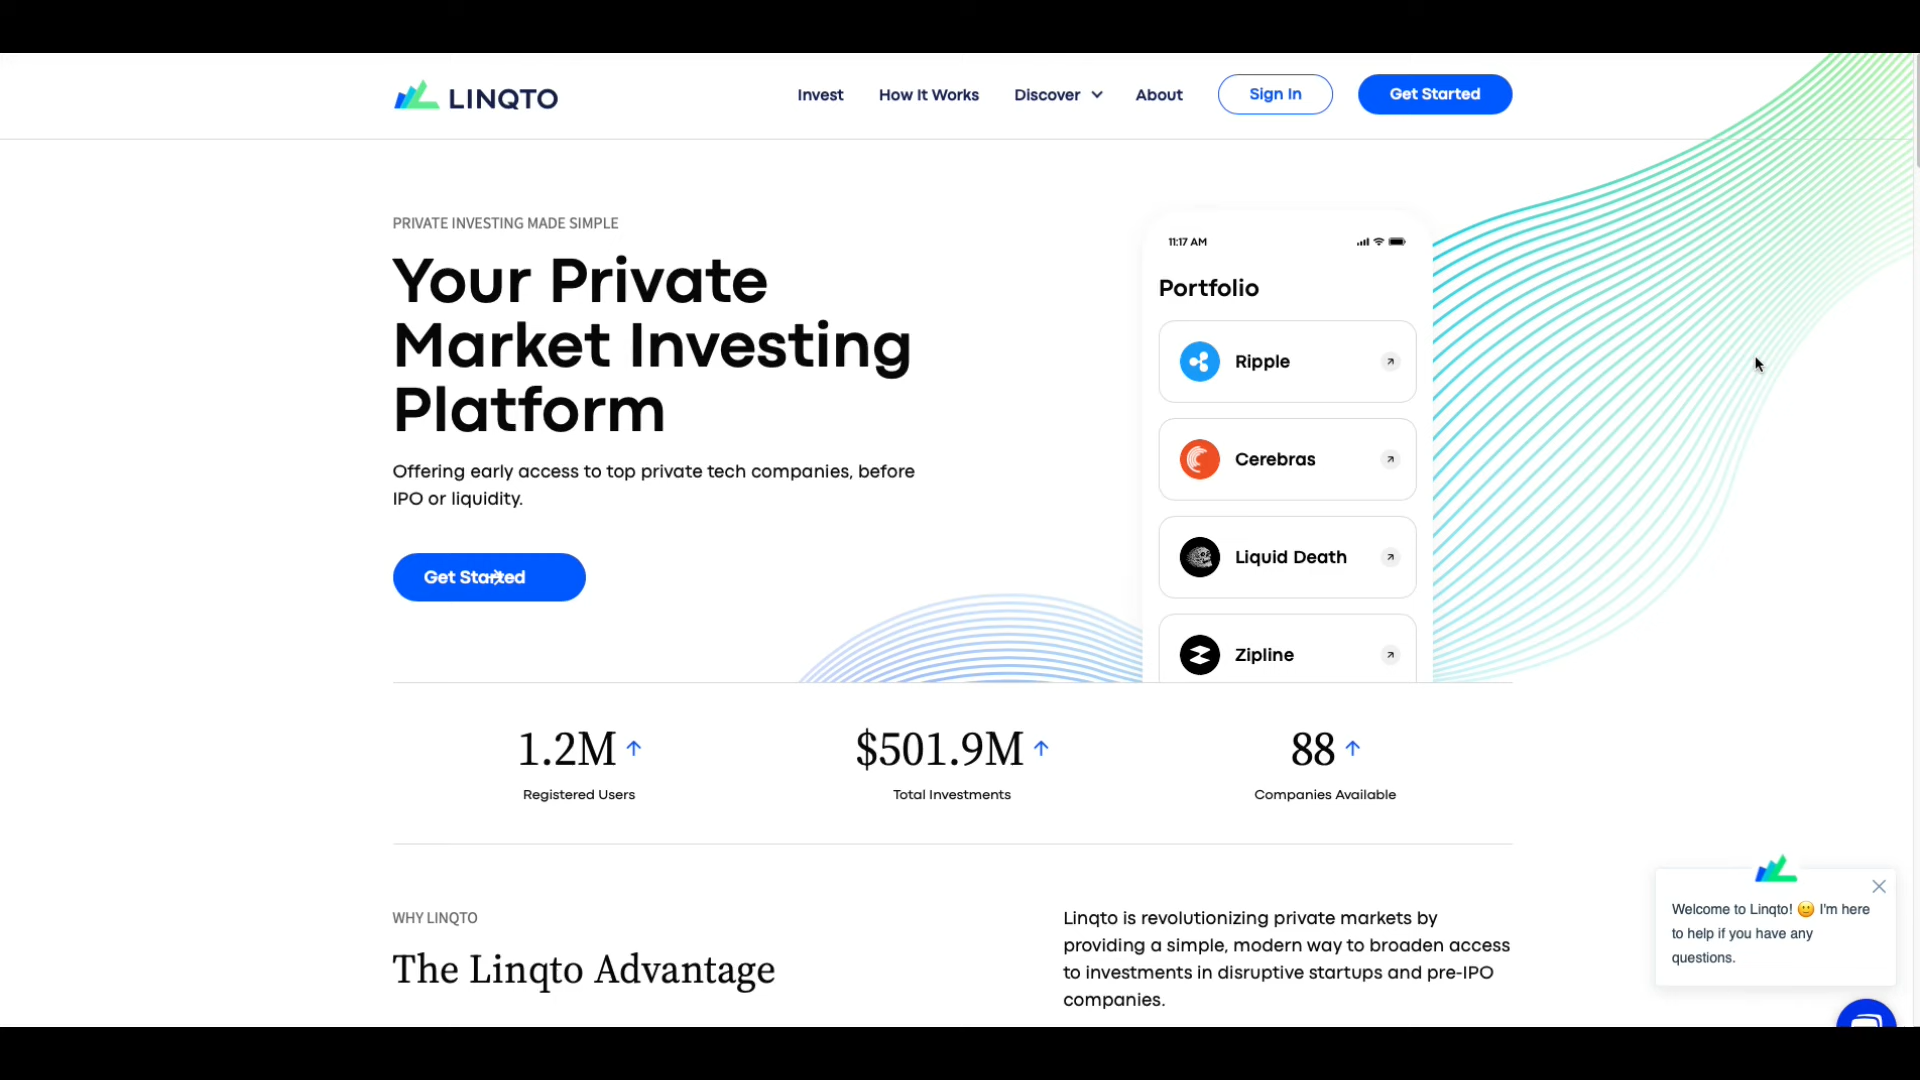 LINQTO
Invest
How It Works
Discover
About
Sign In
Get Started
PRIVATE INVESTING MADE SIMPLE
Your Private
Market Investing
Platform
Offering early access to top private tech companies, before
IPO or liquidity.
Get Started
11:17 AM
Portfolio
Ripple
Cerebras
Liquid Death
Zipline
1.2M
Registered Users
$501.9M
Total Investments
88
Companies Available
WHY LINQTO
The Linqto Advantage
Linqto is revolutionizing private markets by
providing a simple, modern way to broaden access
to investments in disruptive startups and pre-IPO
companies.
Welcome to Linqto! 🙂 I'm here
to help if you have any
questions.